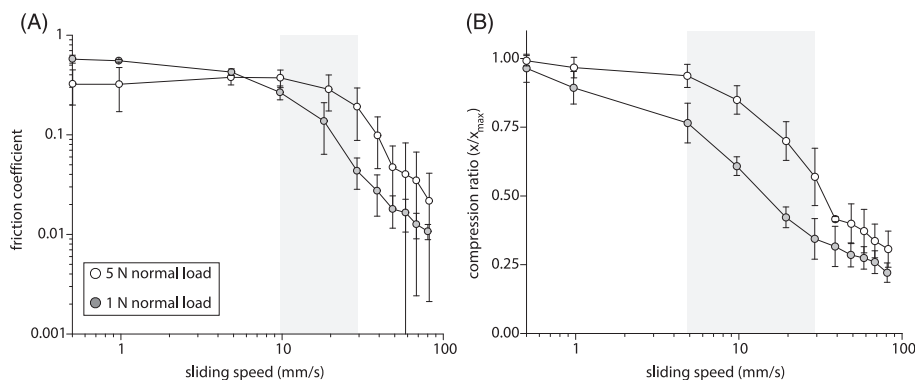 (A)
1
0.1
0.01
0.001
friction coefficient
5 N normal load
1 N normal load
1
10
100
sliding speed (mm/s)
(B)
1.00
0.75
0.50
0.25
0.00
compression ratio (x/xmax)
1
10
100
sliding speed (mm/s)